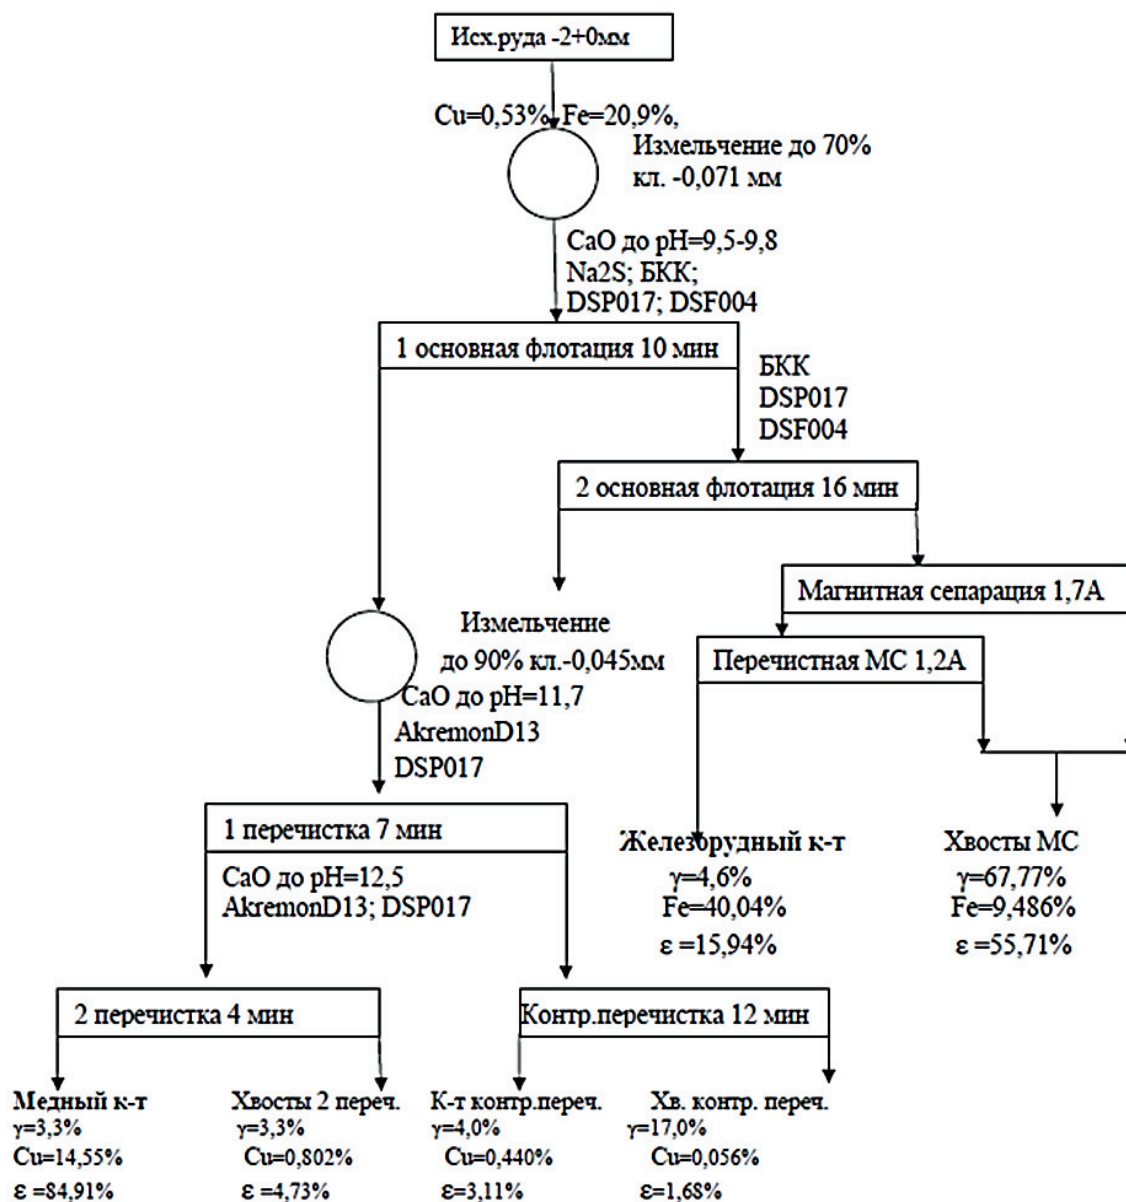 Исх.руда -2+0мм
Cu=0,53% Fe=20,9%,
Измельчение до 70%
кл. -0,071 мм
CaO до pH=9,5-9,8
Na2S; БКК;
DSP017; DSF004
1 основная флотация 10 мин
БКК
DSP017
DSF004
2 основная флотация 16 мин
Магнитная сепарация 1,7А
Измельчение
до 90% кл.-0,045мм
Перечистная МС 1,2А
CaO до pH=11,7
AkremonD13
DSP017
1 перечистка 7 мин
Железорудный к-т
γ=4,6%
Fe=40,04%
ε =15,94%
Хвосты МС
γ=67,77%
Fe=9,486%
ε =55,71%
CaO до pH=12,5
AkremonD13; DSP017
2 перечистка 4 мин
Контр.перечистка 12 мин
Медный к-т
γ=3,3%
Cu=14,55%
ε =84,91%
Хвосты 2 переч.
γ=3,3%
Cu=0,802%
ε =4,73%
К-т контр.переч.
γ=4,0%
Cu=0,440%
ε=3,11%
Хв. контр. переч.
γ=17,0%
Cu=0,056%
ε=1,68%